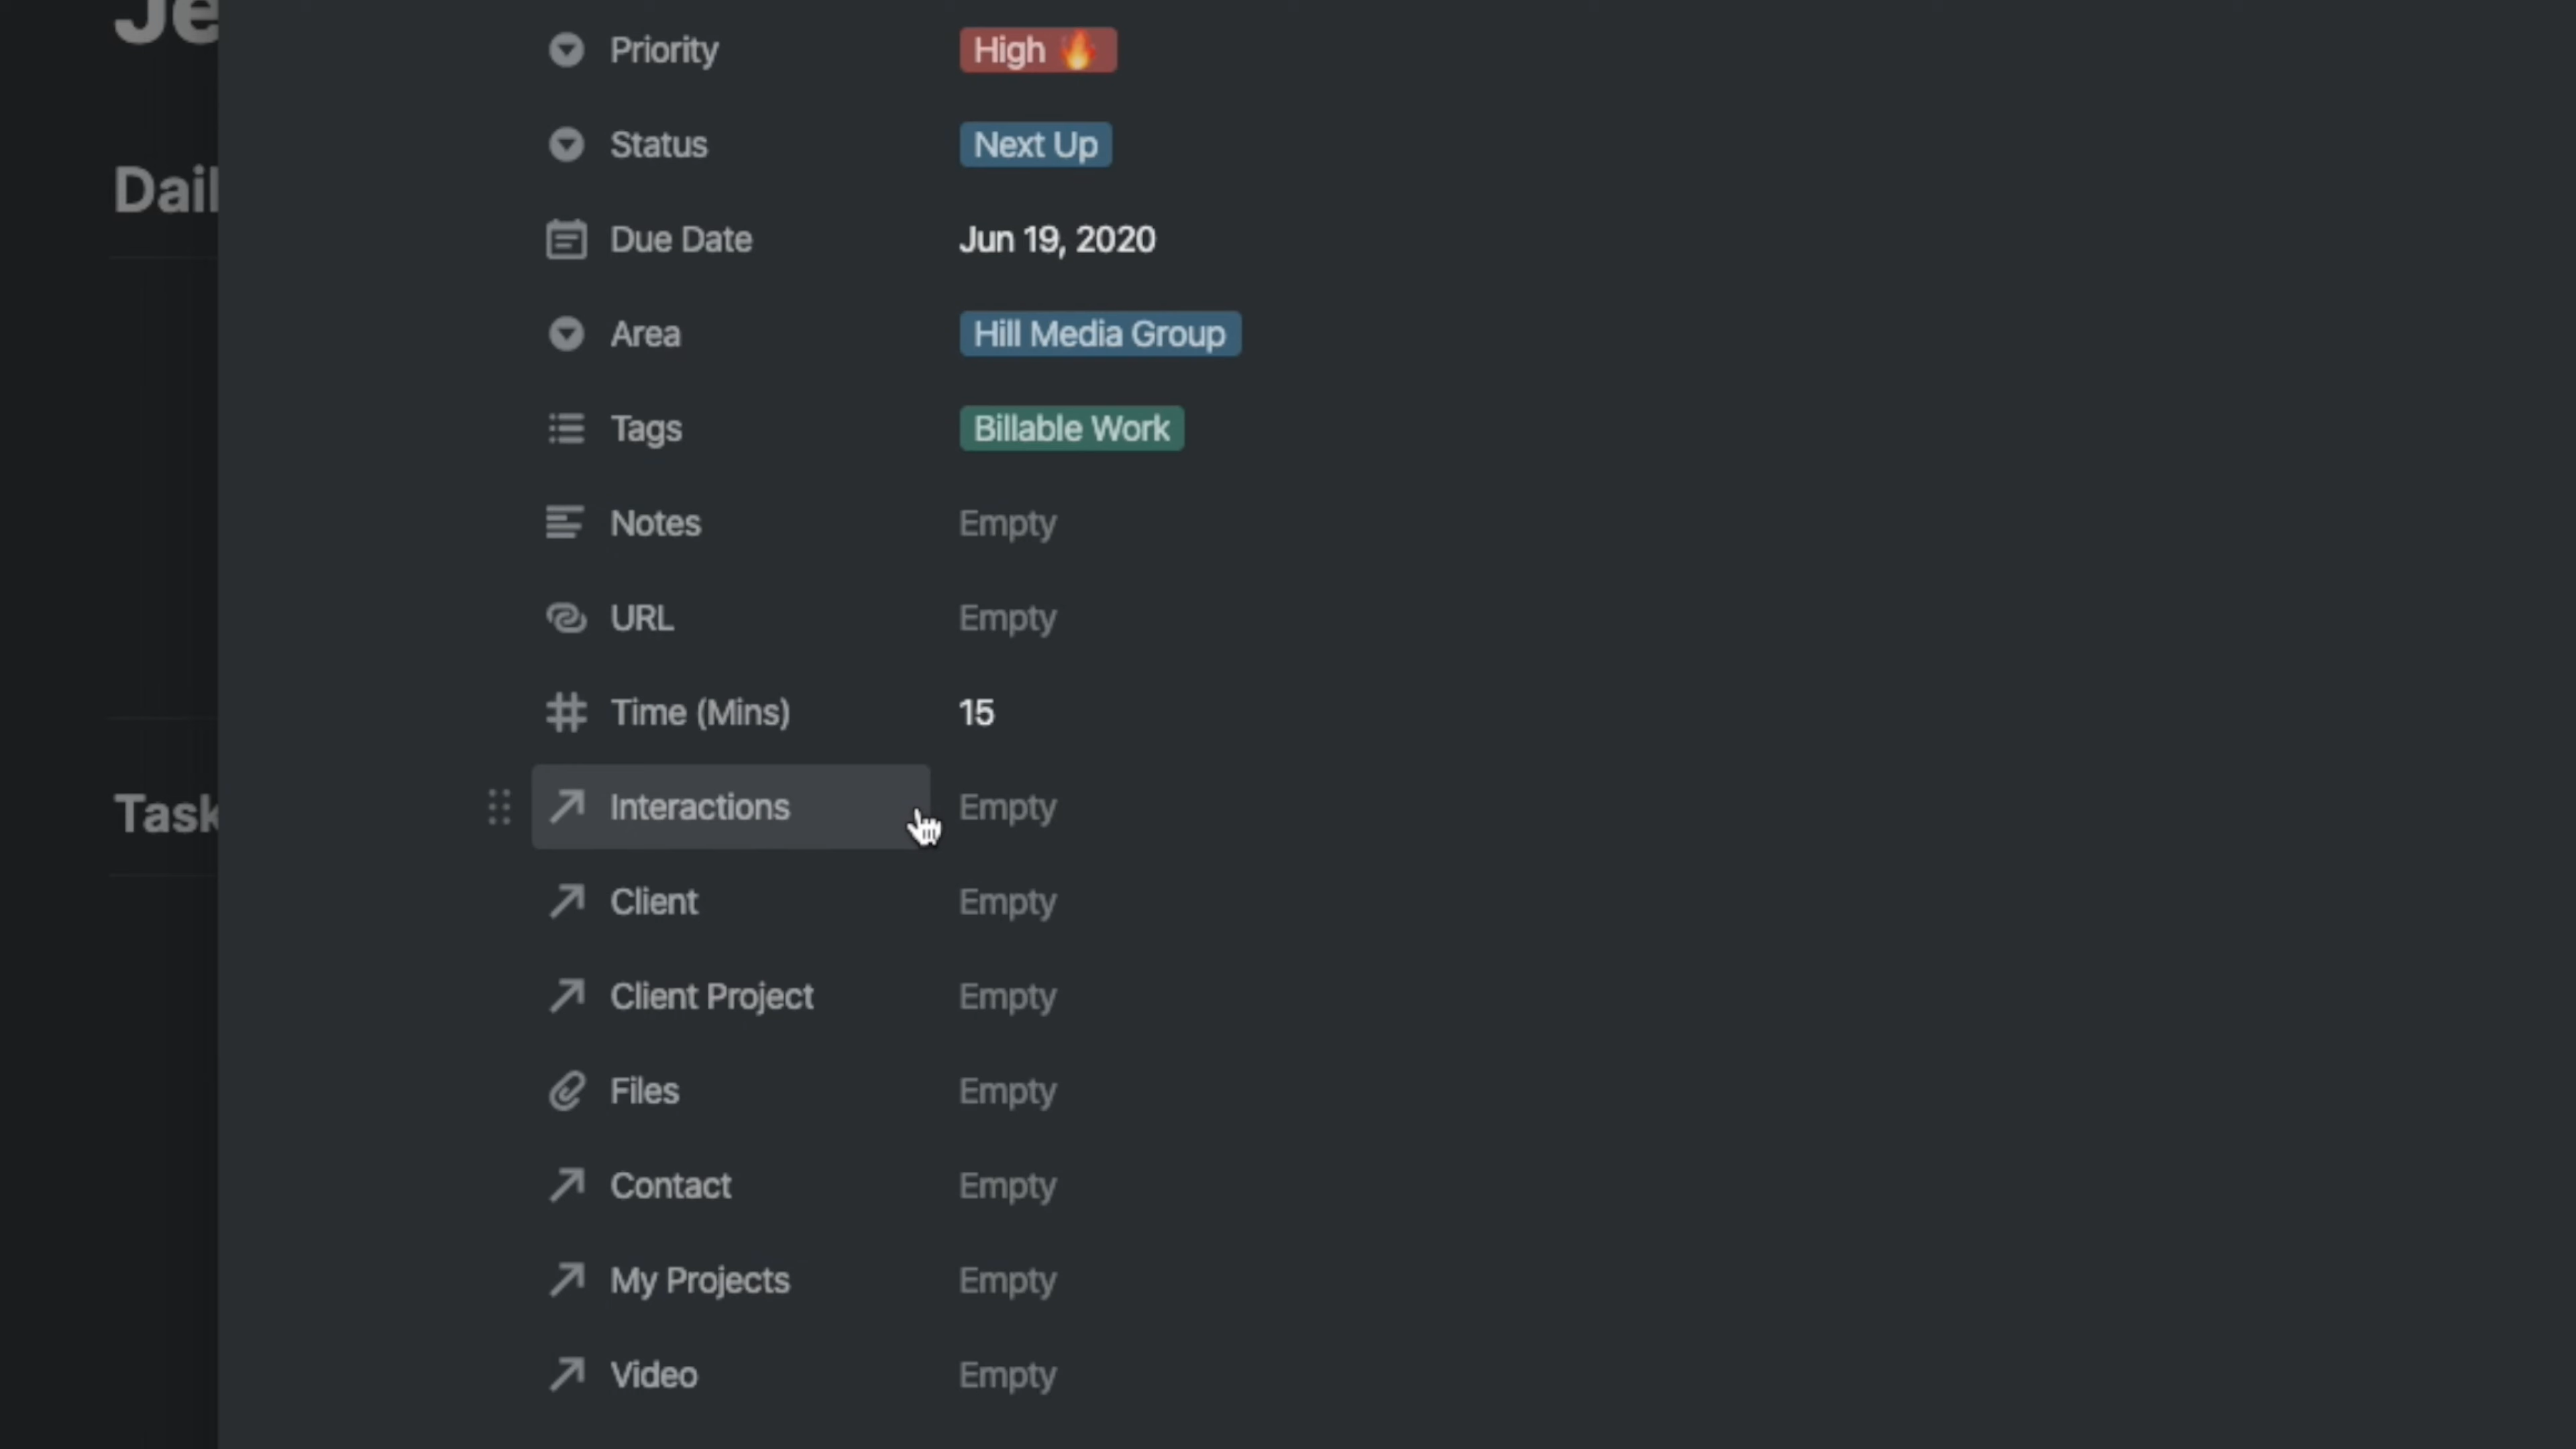 Priority High 🔥
Status Next Up
Dail
Due Date Jun 19, 2020
Area Hill Media Group
Tags Billable Work
Notes Empty
URL Empty
Time (Mins) 15
Task
Interactions Empty
Client Empty
Client Project Empty
Files Empty
Contact Empty
My Projects Empty
Video Empty